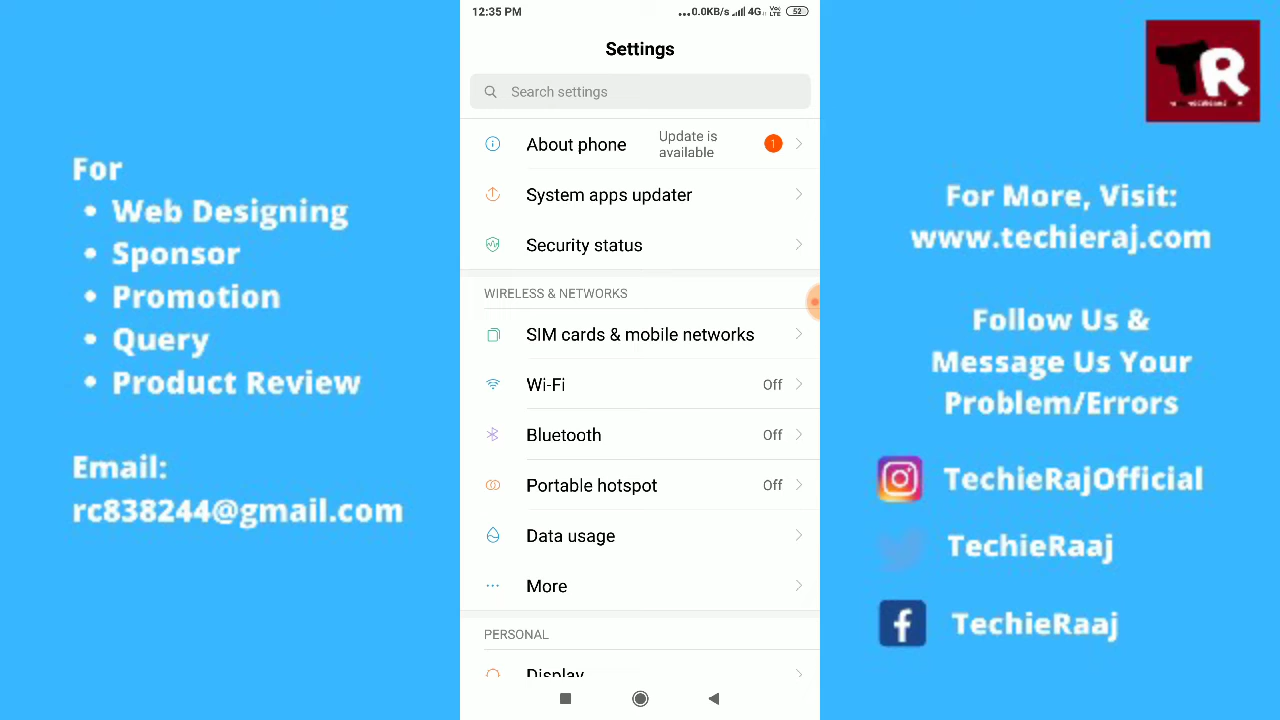 For
• Web Designing
• Sponsor
• Promotion
• Query
• Product Review
Email:
rc838244@gmail.com
12:35 PM
...0.0KB/s 4G Vo LTE 52
Settings
Search settings
About phone
Update is
available
1
System apps updater
Security status
WIRELESS & NETWORKS
SIM cards & mobile networks
Wi-Fi Off
Bluetooth Off
Portable hotspot Off
Data usage
More
PERSONAL
Display
TR
For More, Visit:
www.techieraj.com
Follow Us &
Message Us Your
Problem/Errors
TechieRajOfficial
TechieRaaj
TechieRaaj